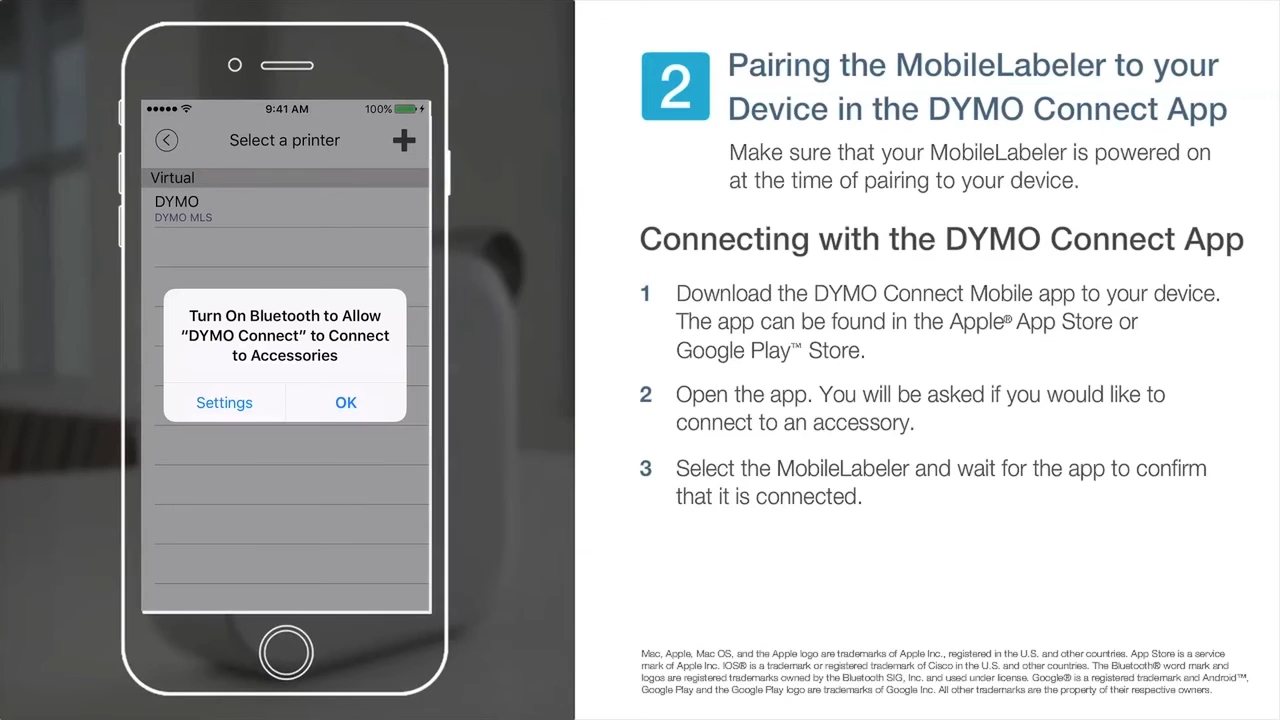 9:41 AM
100%
Select a printer
Virtual
DYMO
DYMO MLS
Turn On Bluetooth to Allow
“DYMO Connect” to Connect
to Accessories
Settings
OK
2
Pairing the MobileLabeler to your
Device in the DYMO Connect App
Make sure that your MobileLabeler is powered on
at the time of pairing to your device.
Connecting with the DYMO Connect App
1 Download the DYMO Connect Mobile app to your device.
The app can be found in the Apple® App Store or
Google Play™ Store.
2 Open the app. You will be asked if you would like to
connect to an accessory.
3 Select the MobileLabeler and wait for the app to confirm
that it is connected.
Mac, Apple, Mac OS, and the Apple logo are trademarks of Apple Inc., registered in the U.S. and other countries. App Store is a service
mark of Apple Inc. IOS® is a trademark or registered trademark of Cisco in the U.S. and other countries. The Bluetooth® word mark and
logos are registered trademarks owned by the Bluetooth SIG, Inc. and used under license. Google® is a registered trademark and Android™,
Google Play and the Google Play logo are trademarks of Google Inc. All other trademarks are the property of their respective owners.